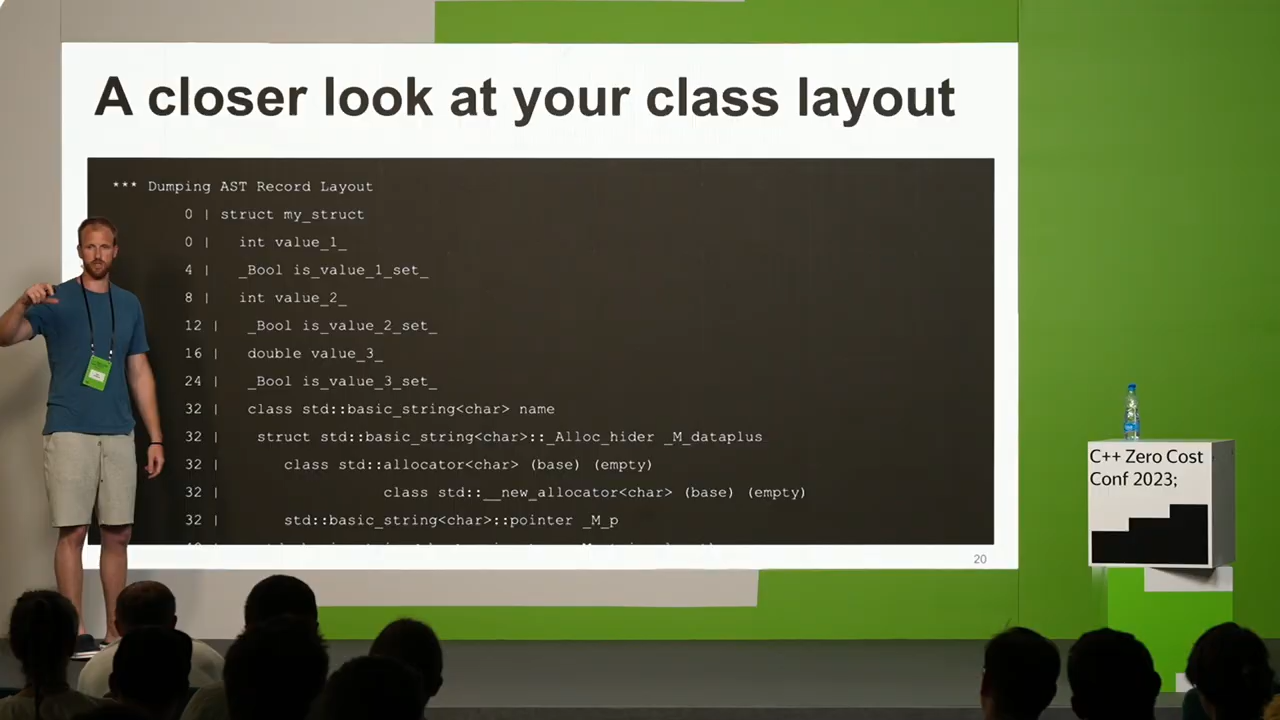 A closer look at your class layout
*** Dumping AST Record Layout
0 | struct my_struct
0 | int value_1_
4 | _Bool is_value_1_set_
8 | int value_2_
12 | _Bool is_value_2_set_
16 | double value_3_
24 | _Bool is_value_3_set_
32 | class std::basic_string<char> name
32 | struct std::basic_string<char>::_Alloc_hider _M_dataplus
32 | class std::allocator<char> (base) (empty)
32 | class std::__new_allocator<char> (base) (empty)
32 | std::basic_string<char>::pointer _M_p
20
C++ Zero Cost
Conf 2023;